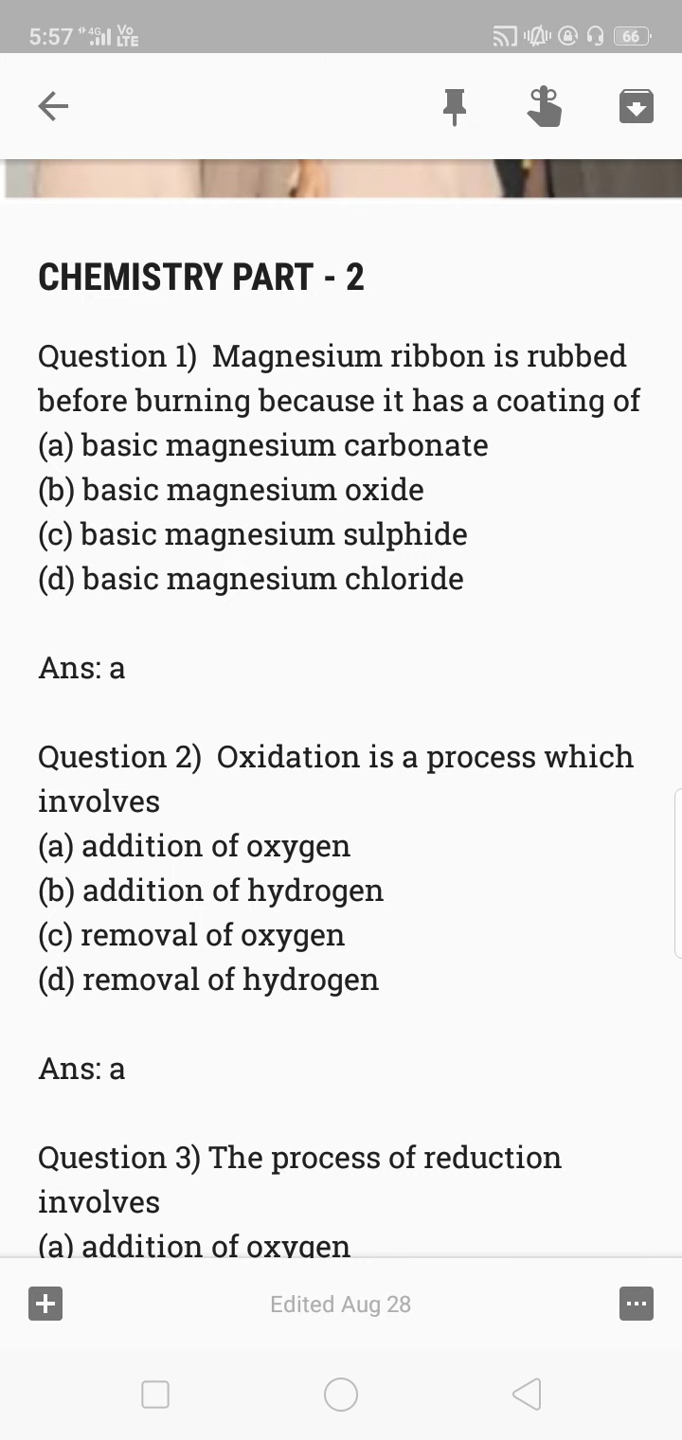 5:57 4G Vo LTE 66
CHEMISTRY PART - 2
Question 1)  Magnesium ribbon is rubbed
before burning because it has a coating of
(a) basic magnesium carbonate
(b) basic magnesium oxide
(c) basic magnesium sulphide
(d) basic magnesium chloride
Ans: a
Question 2)  Oxidation is a process which
involves
(a) addition of oxygen
(b) addition of hydrogen
(c) removal of oxygen
(d) removal of hydrogen
Ans: a
Question 3) The process of reduction
involves
(a) addition of oxygen
Edited Aug 28